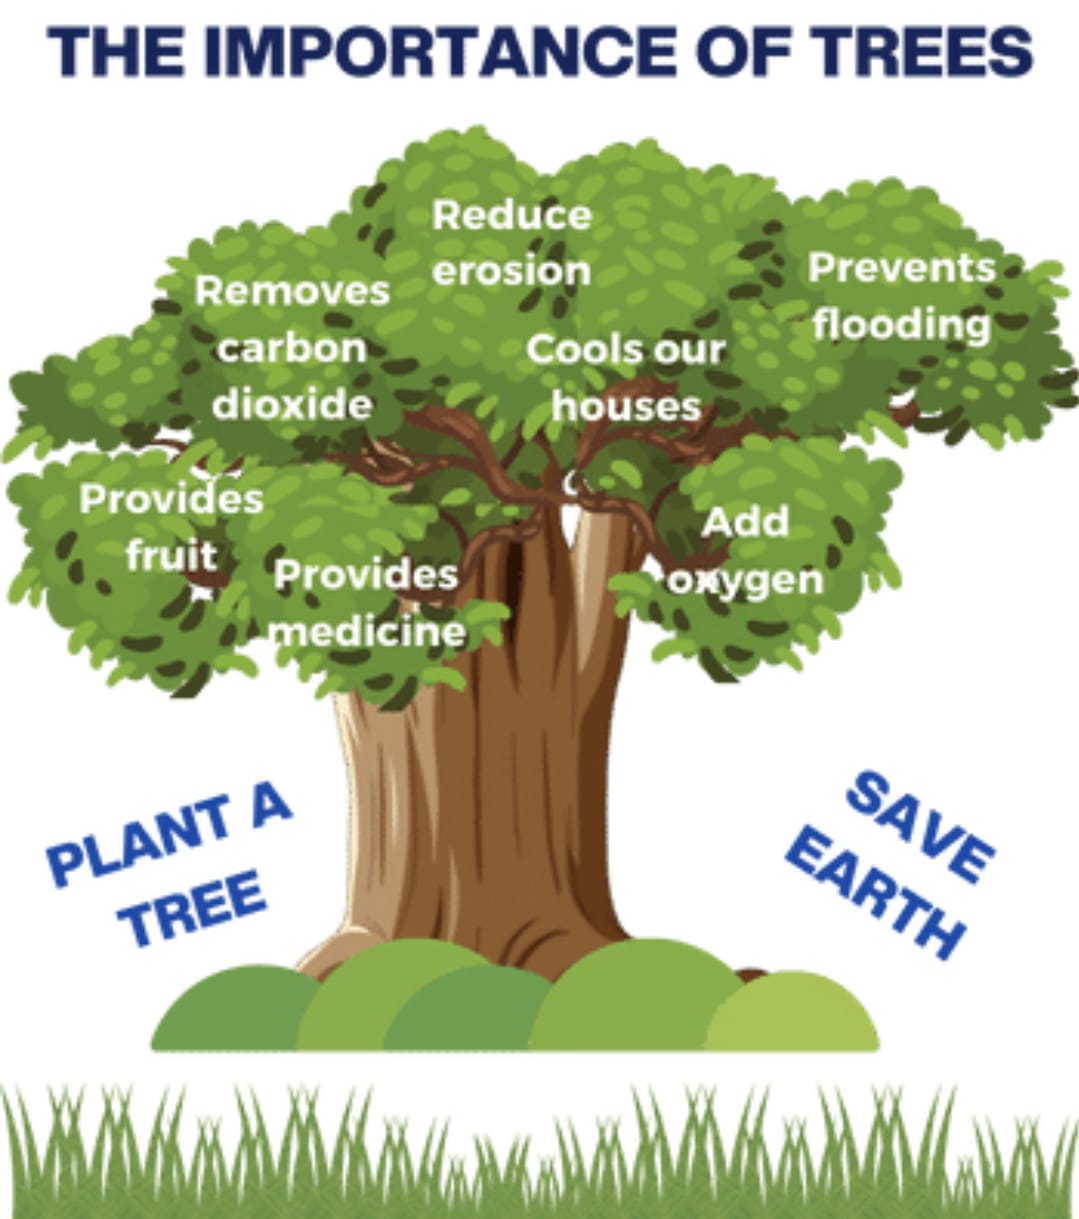 THE IMPORTANCE OF TREES
Reduce
erosion
Removes
carbon
dioxide
Prevents
flooding
Cools our
houses
Provides
fruit
Provides
medicine
Add
oxygen
PLANT A
TREE
SAVE
EARTH